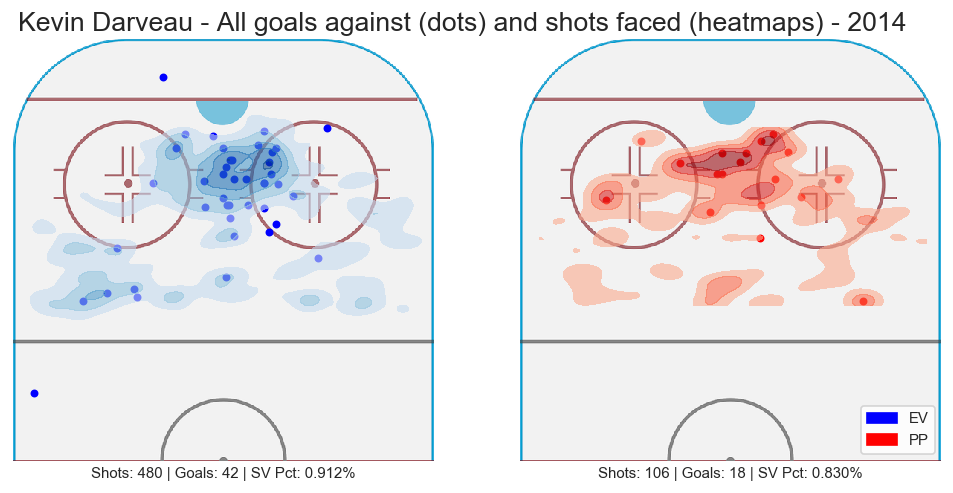 Kevin Darveau - All goals against (dots) and shots faced (heatmaps) - 2014
EV
PP
Shots: 480 | Goals: 42 | SV Pct: 0.912%
Shots: 106 | Goals: 18 | SV Pct: 0.830%